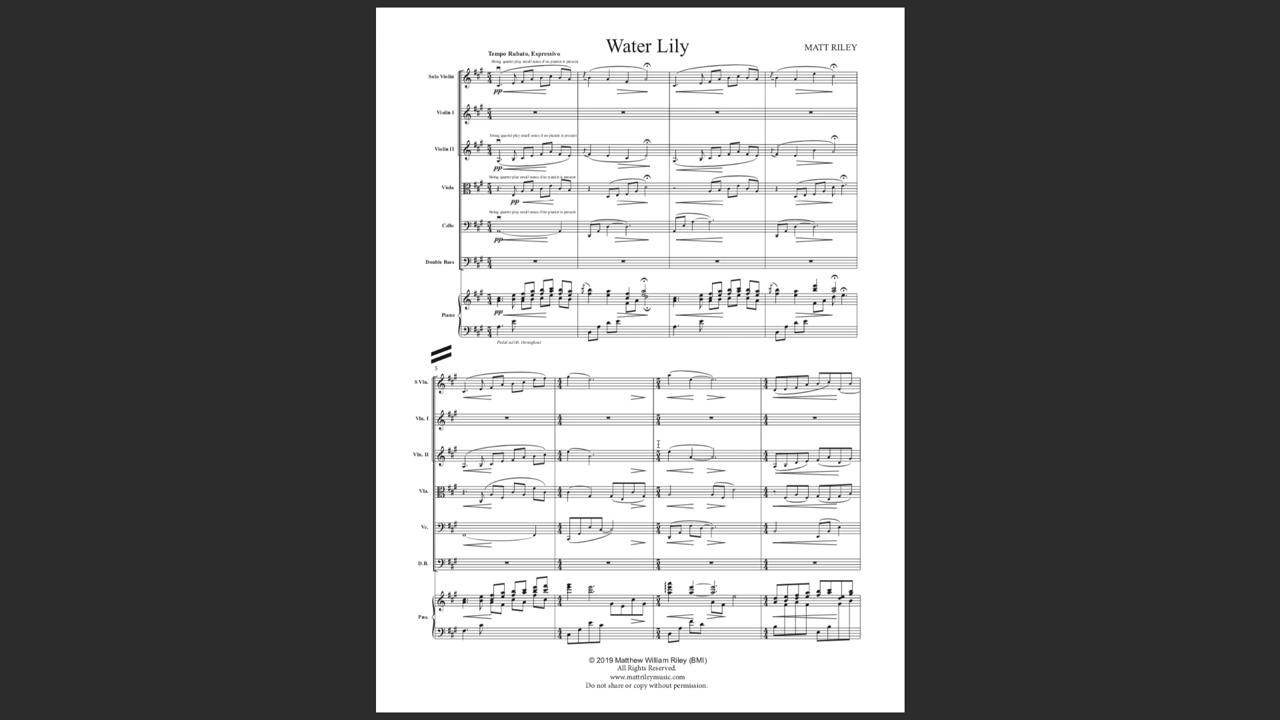 Water Lily
MATT RILEY
Tempo Rubato, Espressivo
String quartet play small notes if no pianist is present
Solo Violin
pp
Violin I
String quartet play small notes if no pianist is present
Violin II
pp
String quartet play small notes if no pianist is present
Viola
pp
String quartet play small notes if no pianist is present
Cello
pp
Double Bass
Piano
pp
Pedal ad lib. throughout
5
S Vln.
Vln. I
Vln. II
Vla.
Vc.
D.B.
Pno.
© 2019 Matthew William Riley (BMI)
All Rights Reserved.
www.mattrileymusic.com
Do not share or copy without permission.